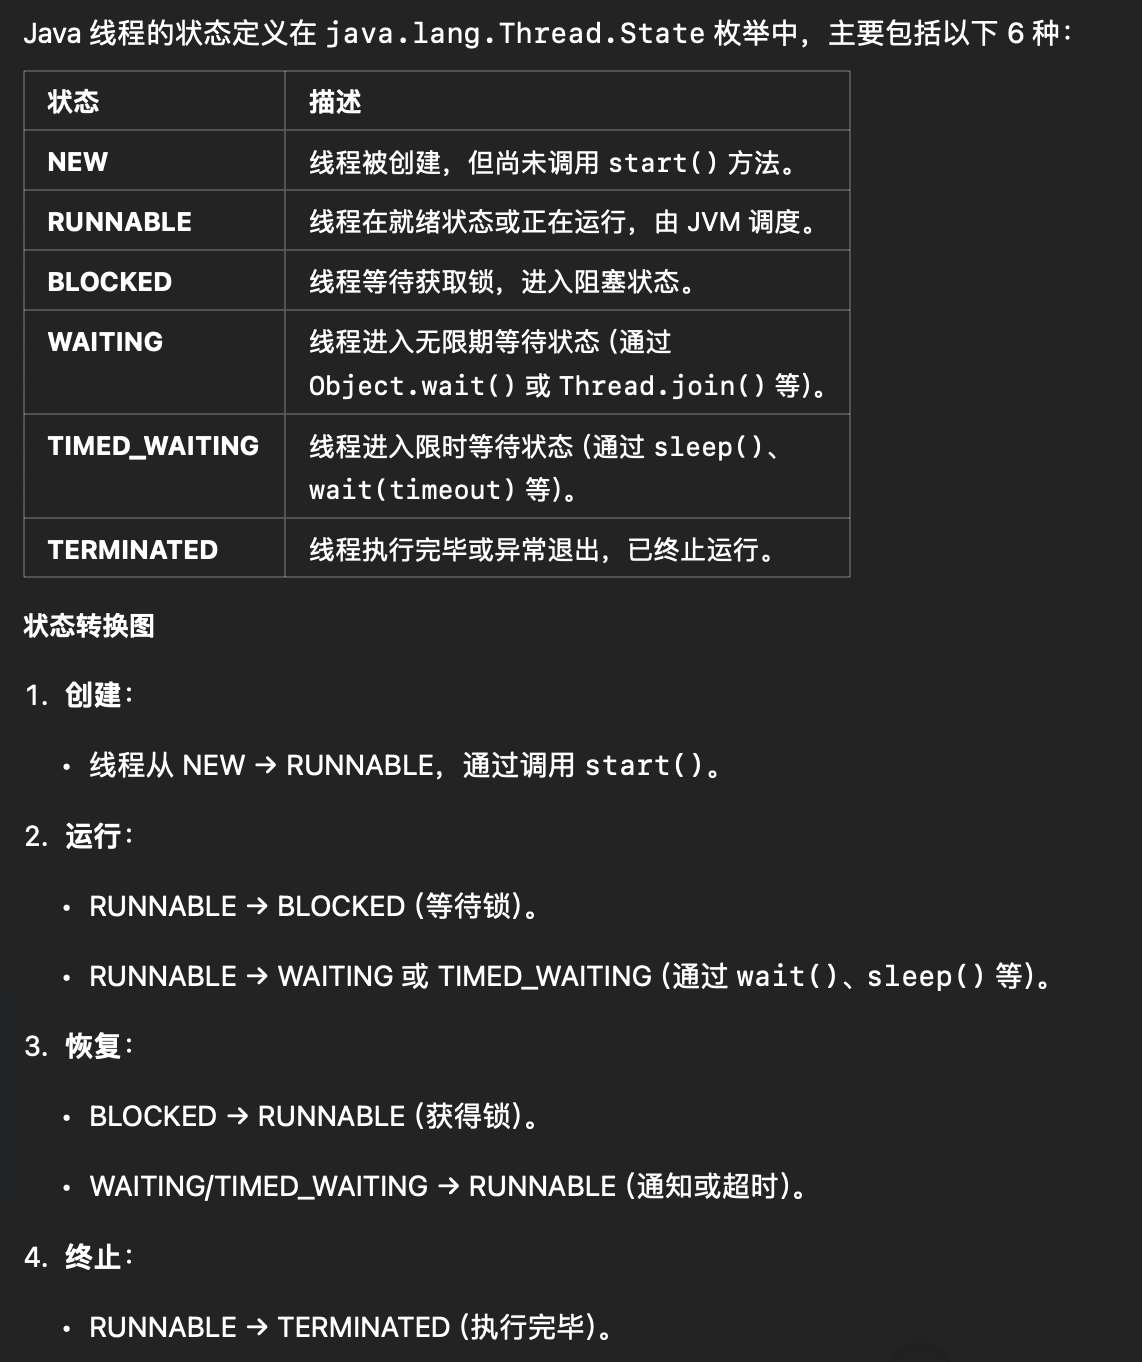 Java 线程的状态定义在 java.lang.Thread.State 枚举中，主要包括以下 6 种：
状态 描述
NEW 线程被创建，但尚未调用 start() 方法。
RUNNABLE 线程在就绪状态或正在运行，由 JVM 调度。
BLOCKED 线程等待获取锁，进入阻塞状态。
WAITING 线程进入无限期等待状态 (通过
Object.wait() 或 Thread.join() 等)。
TIMED_WAITING 线程进入限时等待状态 (通过 sleep()、
wait(timeout) 等)。
TERMINATED 线程执行完毕或异常退出，已终止运行。
状态转换图
1. 创建：
• 线程从 NEW → RUNNABLE，通过调用 start()。
2. 运行：
• RUNNABLE → BLOCKED (等待锁)。
• RUNNABLE → WAITING 或 TIMED_WAITING (通过 wait()、sleep() 等)。
3. 恢复：
• BLOCKED → RUNNABLE (获得锁)。
• WAITING/TIMED_WAITING → RUNNABLE (通知或超时)。
4. 终止：
• RUNNABLE → TERMINATED (执行完毕)。